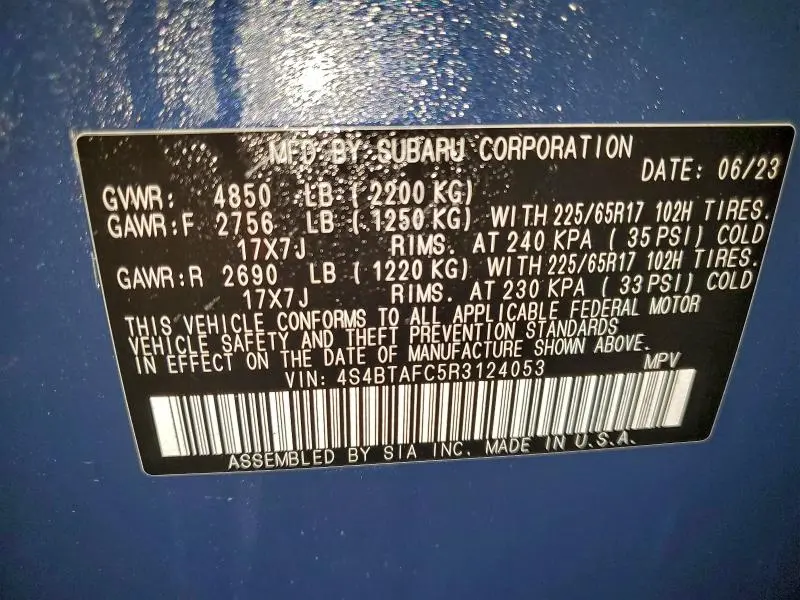 MFD BY SUBARU CORPORATION
DATE: 06/23
GVWR: 4850 LB ( 2200 KG)
GAWR:F 2756 LB ( 1250 KG) WITH 225/65R17 102H TIRES.
17X7J RIMS. AT 240 KPA ( 35 PSI) COLD
GAWR:R 2690 LB ( 1220 KG) WITH 225/65R17 102H TIRES.
17X7J RIMS. AT 230 KPA ( 33 PSI) COLD
THIS VEHICLE CONFORMS TO ALL APPLICABLE FEDERAL MOTOR
VEHICLE SAFETY AND THEFT PREVENTION STANDARDS
IN EFFECT ON THE DATE OF MANUFACTURE SHOWN ABOVE.
VIN: 4S4BTAFC5R3124053 MPV
ASSEMBLED BY SIA INC. MADE IN U.S.A.